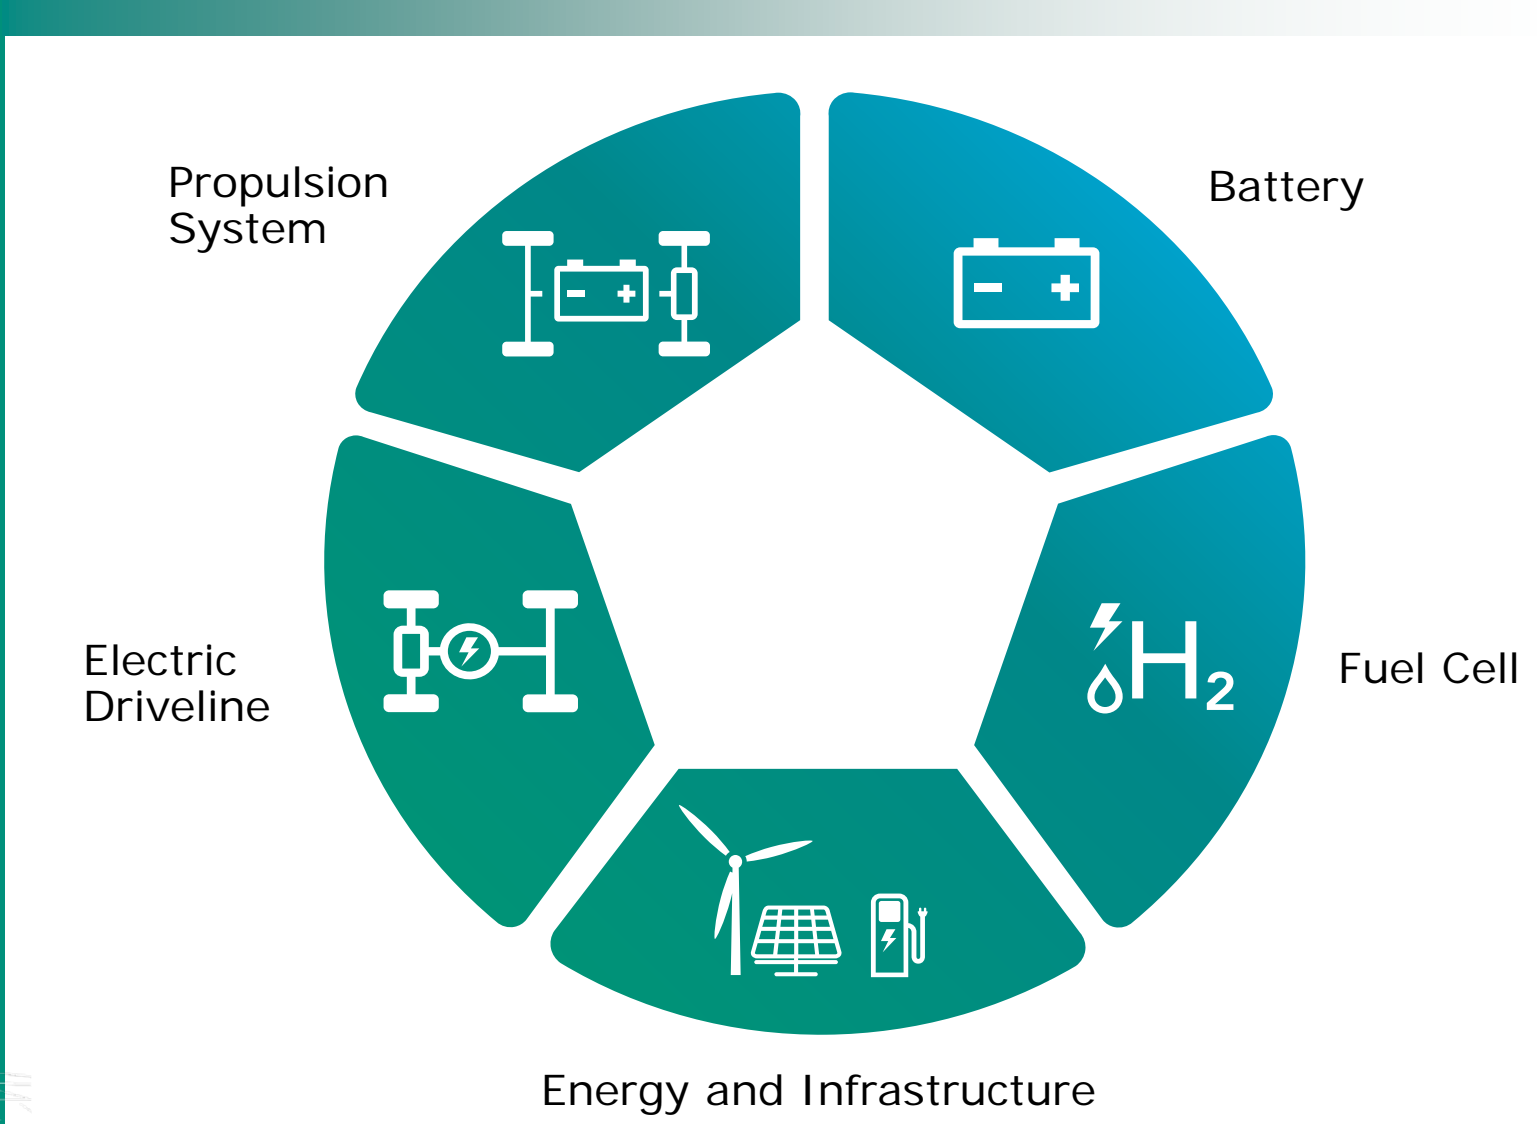 Propulsion
System
Battery
Electric
Driveline
Fuel Cell
H2
Energy and Infrastructure